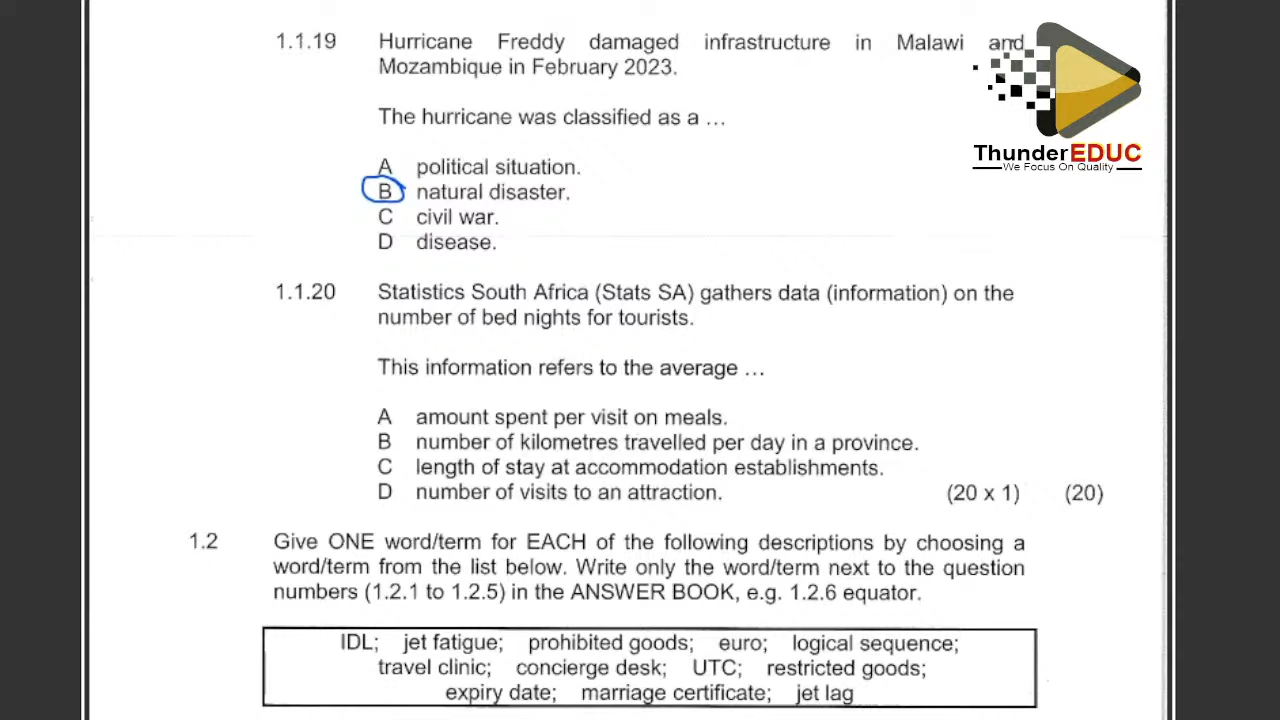 1.1.19 Hurricane Freddy damaged infrastructure in Malawi and
Mozambique in February 2023.
The hurricane was classified as a ...
A political situation.
B natural disaster.
C civil war.
D disease.
ThunderEDUC
We Focus On Quality
1.1.20 Statistics South Africa (Stats SA) gathers data (information) on the
number of bed nights for tourists.
This information refers to the average ...
A amount spent per visit on meals.
B number of kilometres travelled per day in a province.
C length of stay at accommodation establishments.
D number of visits to an attraction. (20 x 1) (20)
1.2 Give ONE word/term for EACH of the following descriptions by choosing a
word/term from the list below. Write only the word/term next to the question
numbers (1.2.1 to 1.2.5) in the ANSWER BOOK, e.g. 1.2.6 equator.
IDL; jet fatigue; prohibited goods; euro; logical sequence;
travel clinic; concierge desk; UTC; restricted goods;
expiry date; marriage certificate; jet lag